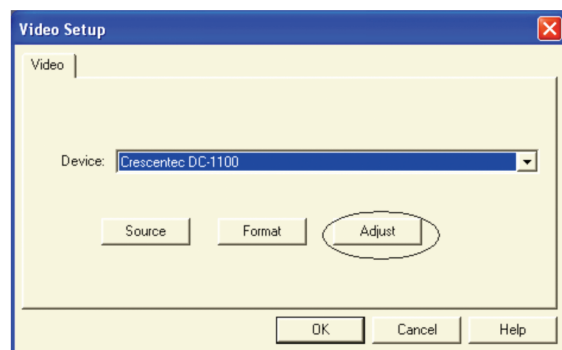 Video Setup
Video
Device: Crescentec DC-1100
Source Format Adjust
OK Cancel Help